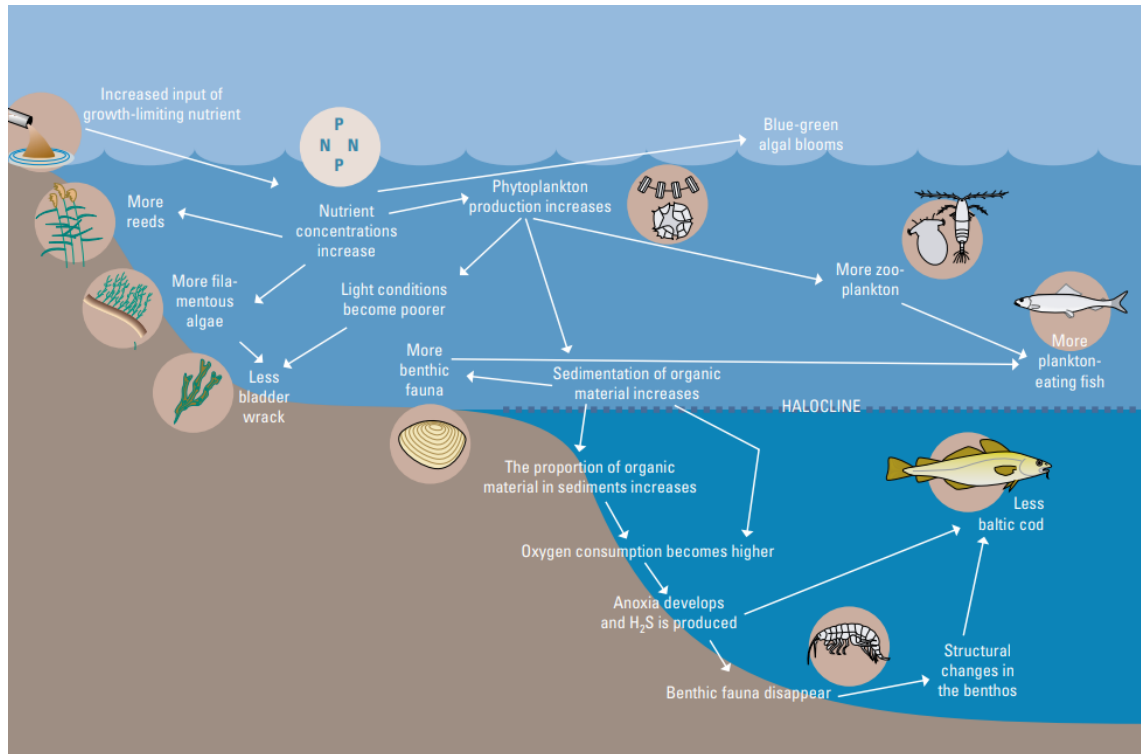 Increased input of
growth-limiting nutrient
P
N N
P
Blue-green
algal blooms
Phytoplankton
production increases
More
reeds
Nutrient
concentrations
increase
More fila-
mentous
algae
Light conditions
become poorer
More zoo-
plankton
More
plankton-
eating fish
More
benthic
fauna
Less
bladder
wrack
Sedimentation of organic
material increases
HALOCLINE
The proportion of organic
material in sediments increases
Less
baltic cod
Oxygen consumption becomes higher
Anoxia develops
and H₂S is produced
Structural
changes in
the benthos
Benthic fauna disappear